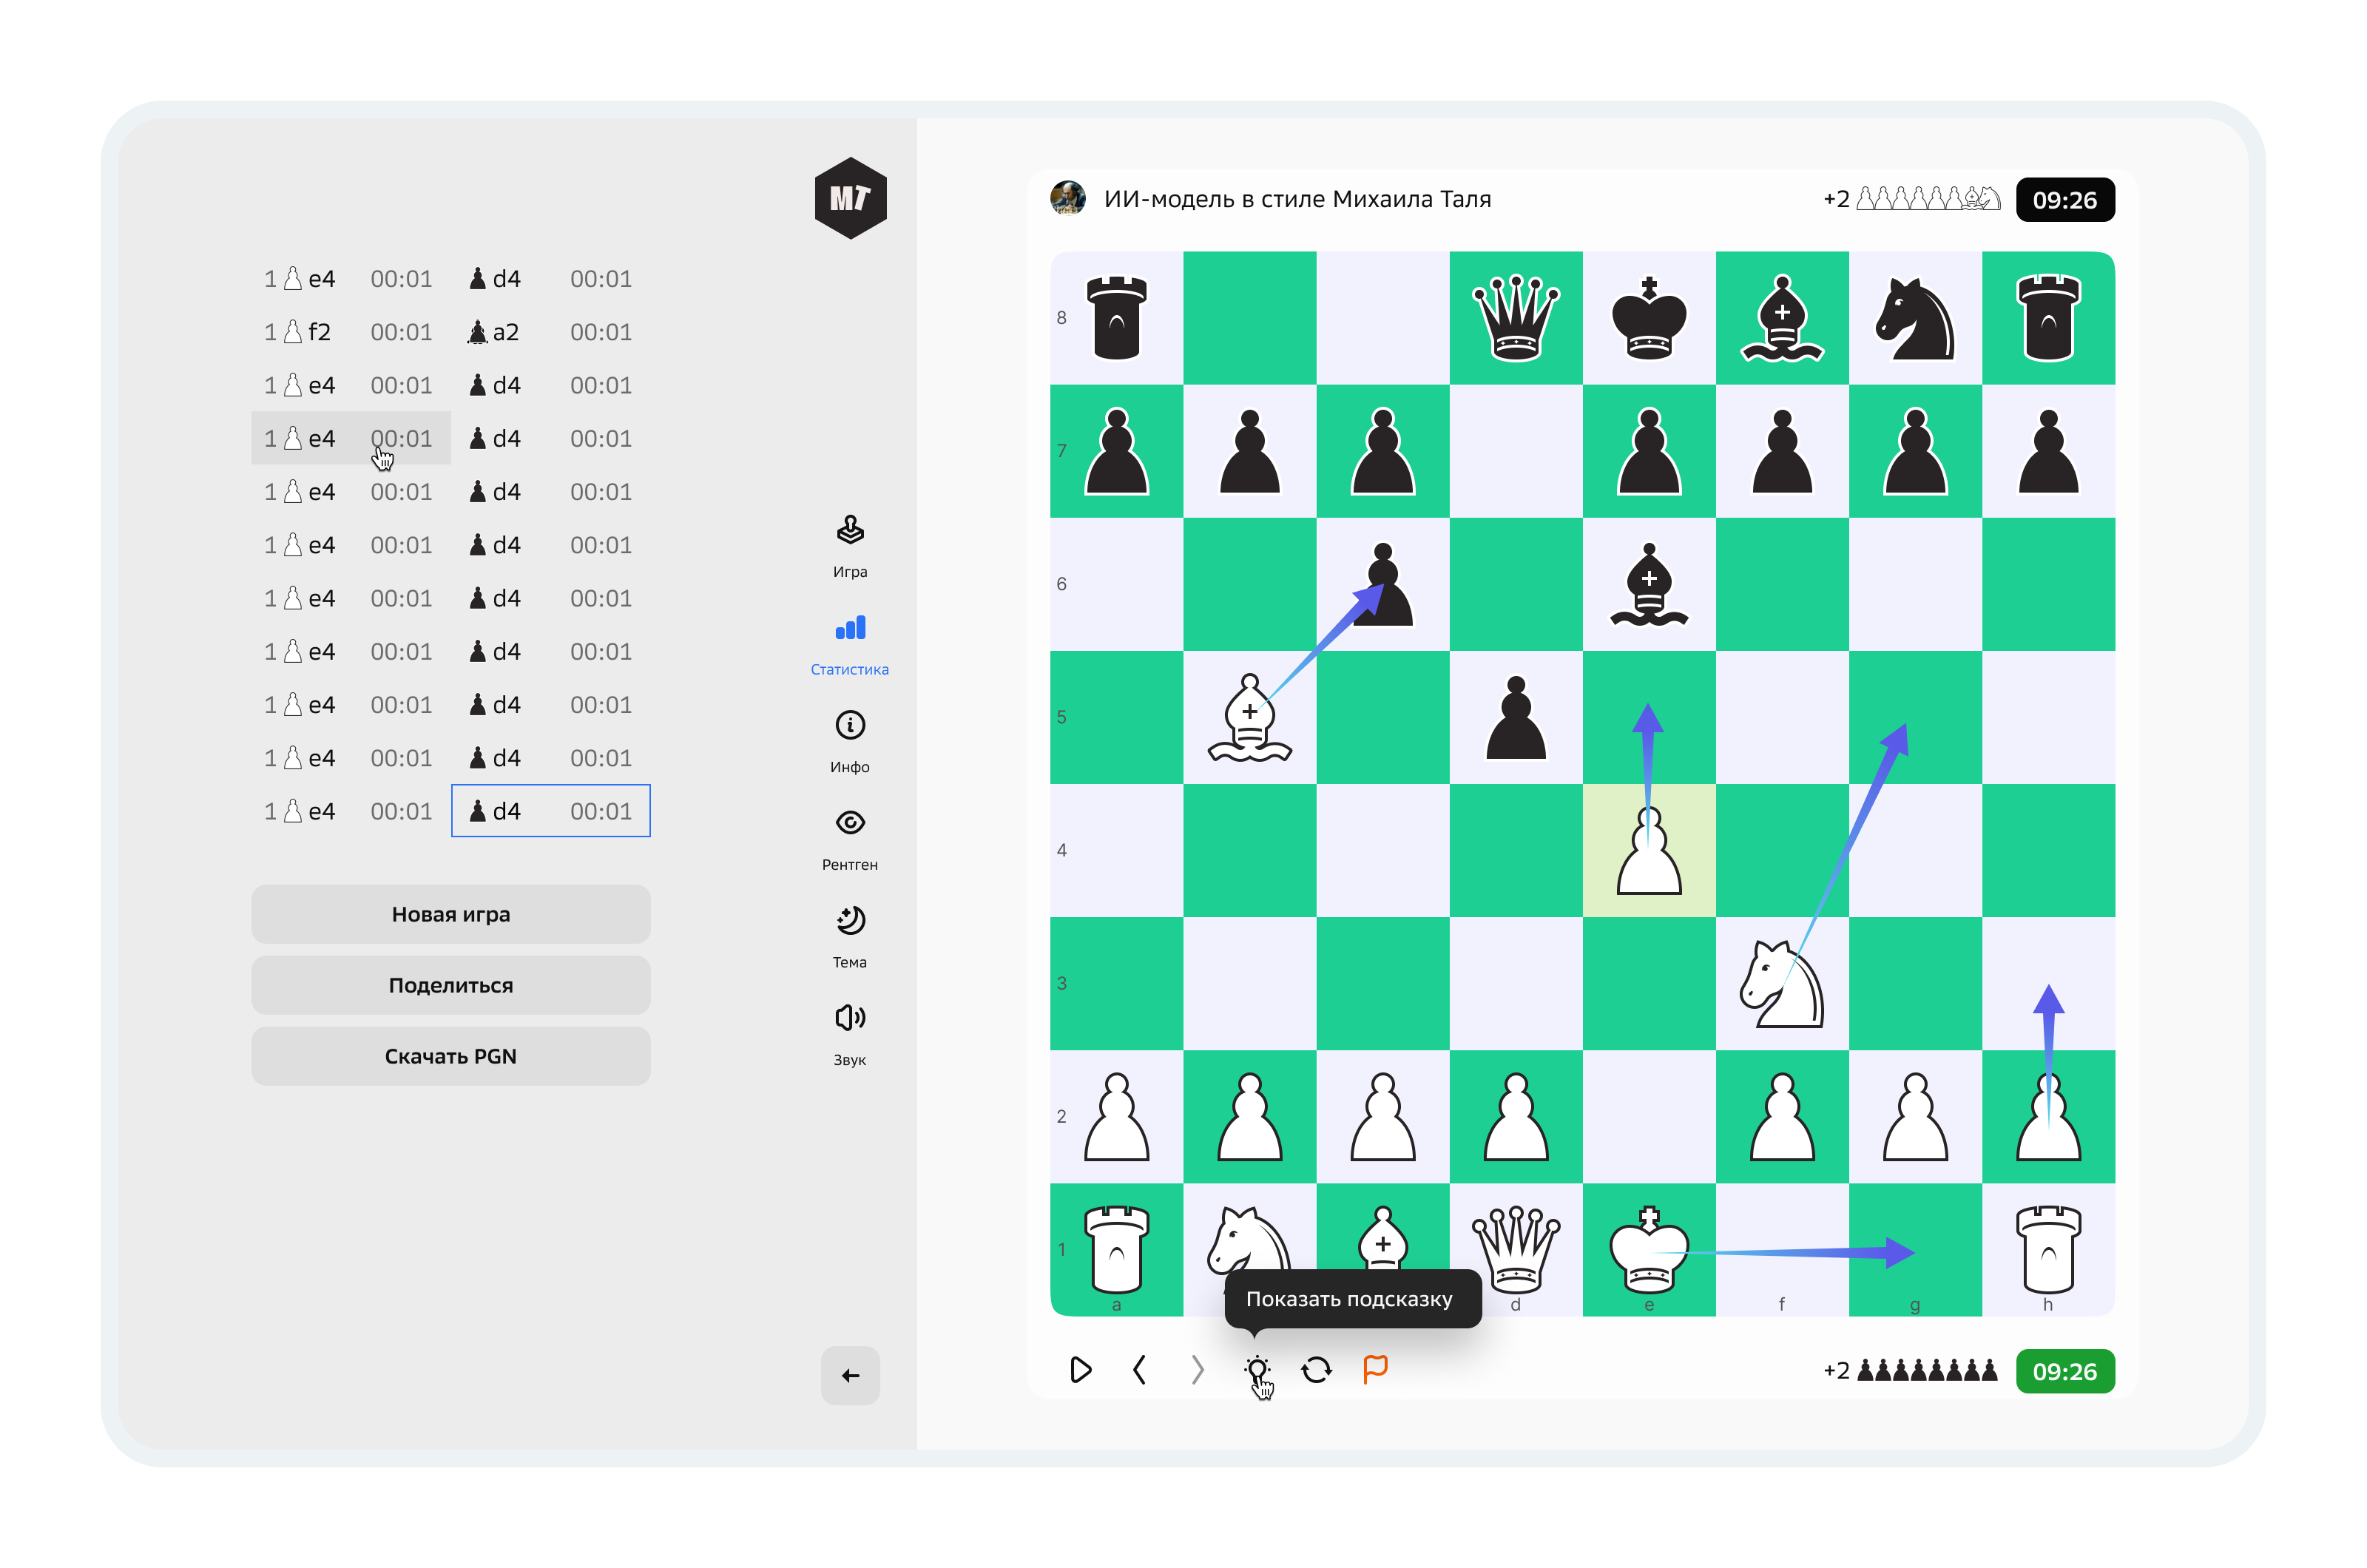 МТ
1 e4 00:01 d4 00:01
1 f2 00:01 a2 00:01
1 e4 00:01 d4 00:01
1 e4 00:01 d4 00:01
1 e4 00:01 d4 00:01
1 e4 00:01 d4 00:01
1 e4 00:01 d4 00:01
1 e4 00:01 d4 00:01
1 e4 00:01 d4 00:01
1 e4 00:01 d4 00:01
1 e4 00:01 d4 00:01
Новая игра
Поделиться
Скачать PGN
Игра
Статистика
Инфо
Рентген
Тема
Звук
ИИ-модель в стиле Михаила Таля
+2
09:26
8
7
6
5
4
3
2
1
a
d
e
f
g
h
Показать подсказку
+2
09:26